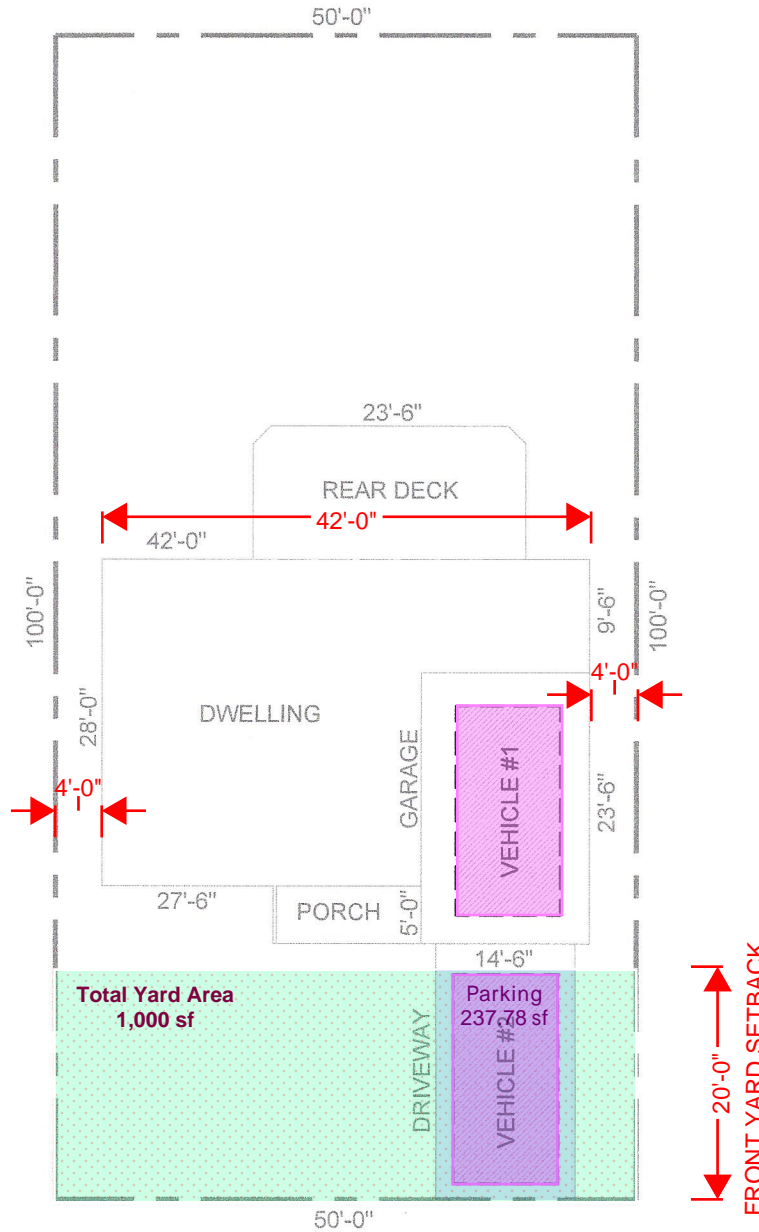 50'-0"
23'-6"
REAR DECK
42'-0"
42'-0"
100'-0"
9'-6"
100'-0"
4'-0"
DWELLING
28'-0"
GARAGE
VEHICLE #1
23'-6"
4'-0"
27'-6"
PORCH
5'-0"
14'-6"
Total Yard Area
1,000 sf
Parking
237.78 sf
DRIVEWAY
VEHICLE #2
20'-0"
FRONT YARD SETBACK
50'-0"